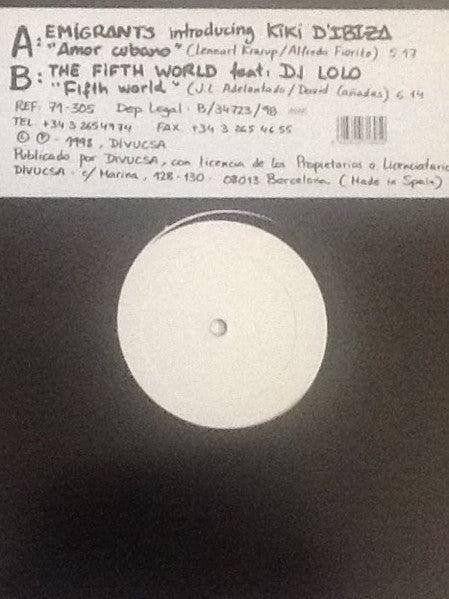 A: EMIGRANTS introducing KIKI D'IBIZA
"Amor cubano" (Lennart Krarup/Alfredo Fiorito) 5 17
B: THE FIFTH WORLD feat. DJ LOLO
"Fifth world" (J.L Adelantado/David Cañadas) 6 14
REF: 71-305 Dep Legal: B/34723/98
TEL. +34 3 2654974 FAX. +34 3 265 46 55
© ℗ - 1998, DIVUCSA
Publicado por DIVUCSA, con licencia de los Propietarios o Licenciatario
DIVUCSA - c/ Marina, 128-130 - 08013 Barcelona. (Made in Spain)